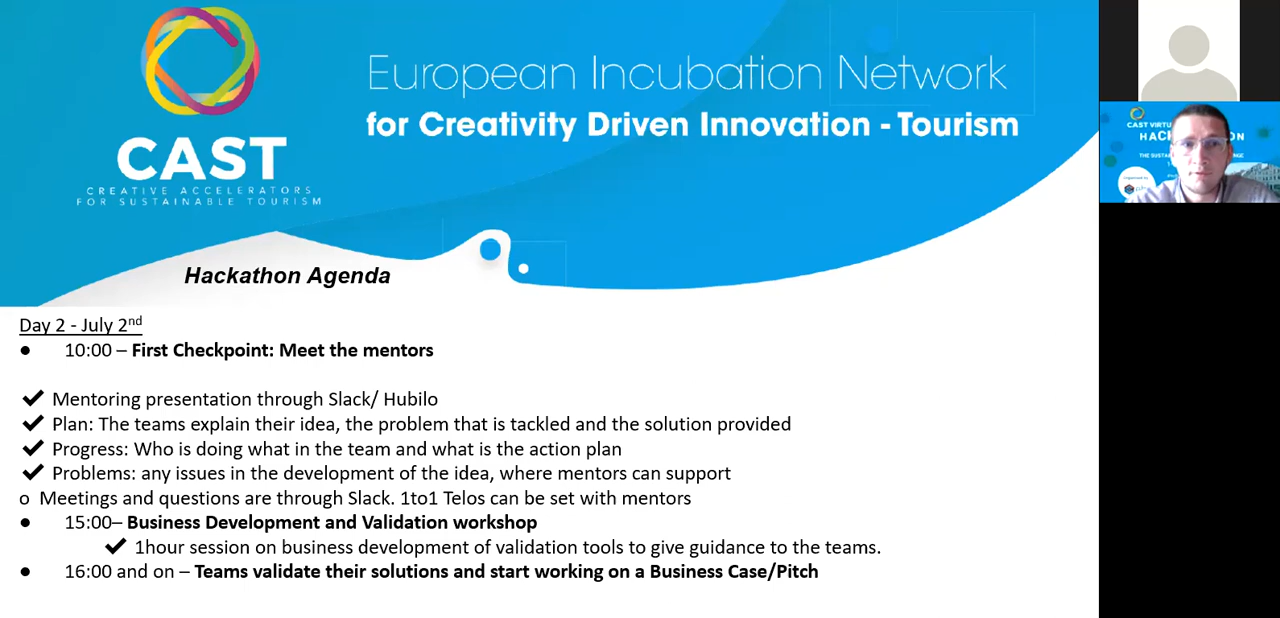 European Incubation Network
for Creativity Driven Innovation - Tourism
CAST
CREATIVE ACCELERATORS
FOR SUSTAINABLE TOURISM
CAST VIRTU
HACK ON
THE SUSTA NGE
Hackathon Agenda
Day 2 - July 2nd
● 10:00 – First Checkpoint: Meet the mentors
✔ Mentoring presentation through Slack/ Hubilo
✔ Plan: The teams explain their idea, the problem that is tackled and the solution provided
✔ Progress: Who is doing what in the team and what is the action plan
✔ Problems: any issues in the development of the idea, where mentors can support
o Meetings and questions are through Slack. 1to1 Telos can be set with mentors
● 15:00– Business Development and Validation workshop
✔ 1hour session on business development of validation tools to give guidance to the teams.
● 16:00 and on – Teams validate their solutions and start working on a Business Case/Pitch